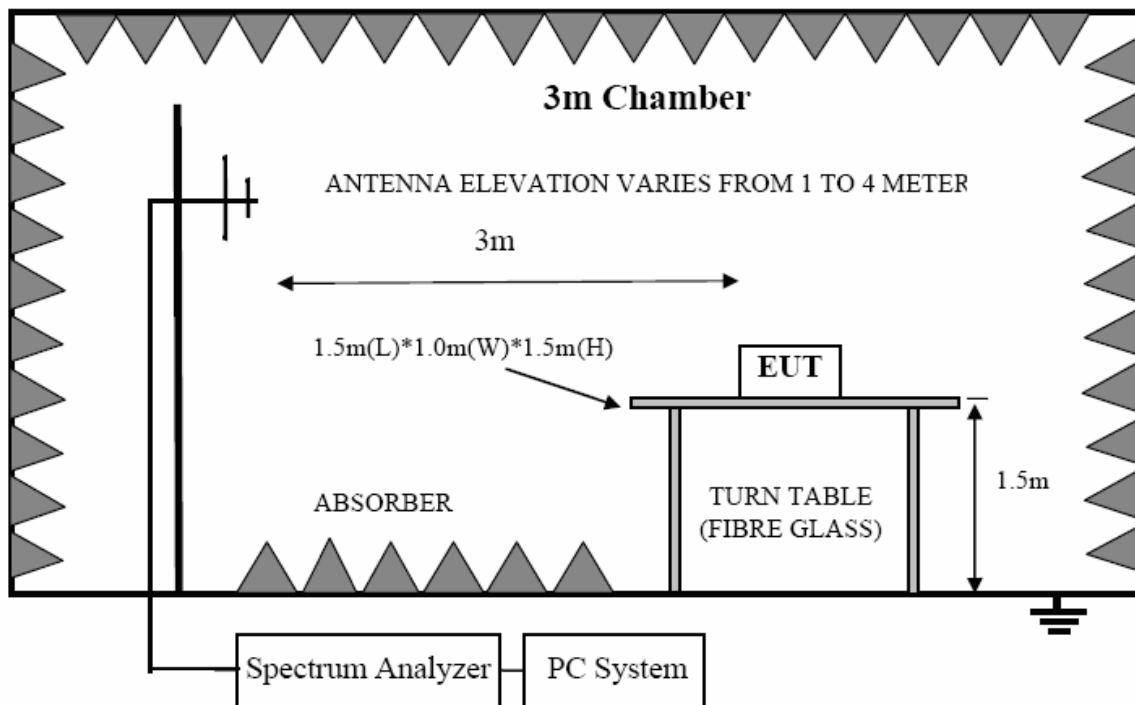 3m Chamber
ANTENNA ELEVATION VARIES FROM 1 TO 4 METER
3m
1.5m(L)*1.0m(W)*1.5m(H)
EUT
1.5m
ABSORBER
TURN TABLE
(FIBRE GLASS)
Spectrum Analyzer
PC System